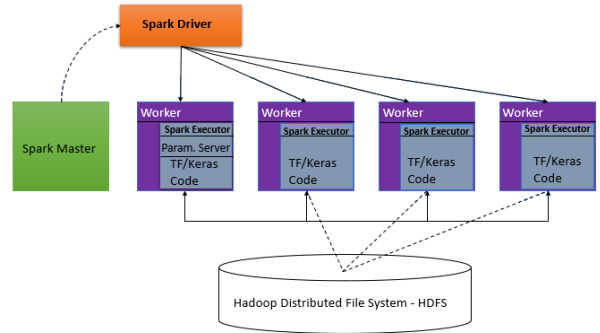 Spark Driver
Spark Master
Worker
Spark Executor
Param. Server
TF/Keras
Code
Worker
Spark Executor
TF/Keras
Code
Worker
Spark Executor
TF/Keras
Code
Worker
Spark Executor
TF/Keras
Code
Hadoop Distributed File System - HDFS